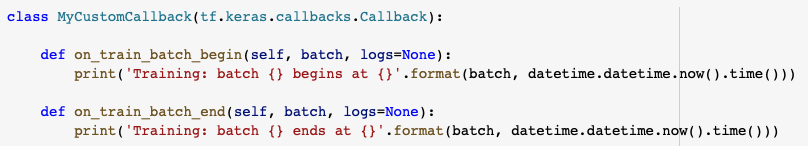 class MyCustomCallback(tf.keras.callbacks.Callback):
def on_train_batch_begin(self, batch, logs=None):
print('Training: batch {} begins at {}'.format(batch, datetime.datetime.now().time()))
def on_train_batch_end(self, batch, logs=None):
print('Training: batch {} ends at {}'.format(batch, datetime.datetime.now().time()))